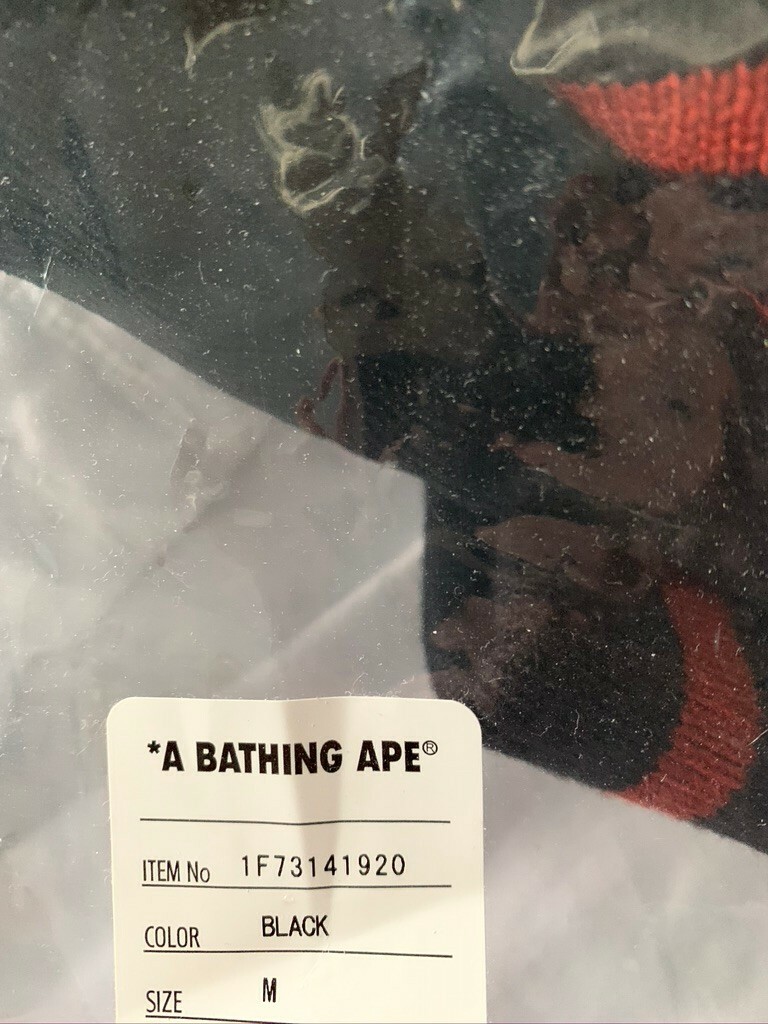 *A BATHING APE®
ITEM No 1F73141920
COLOR BLACK
SIZE M